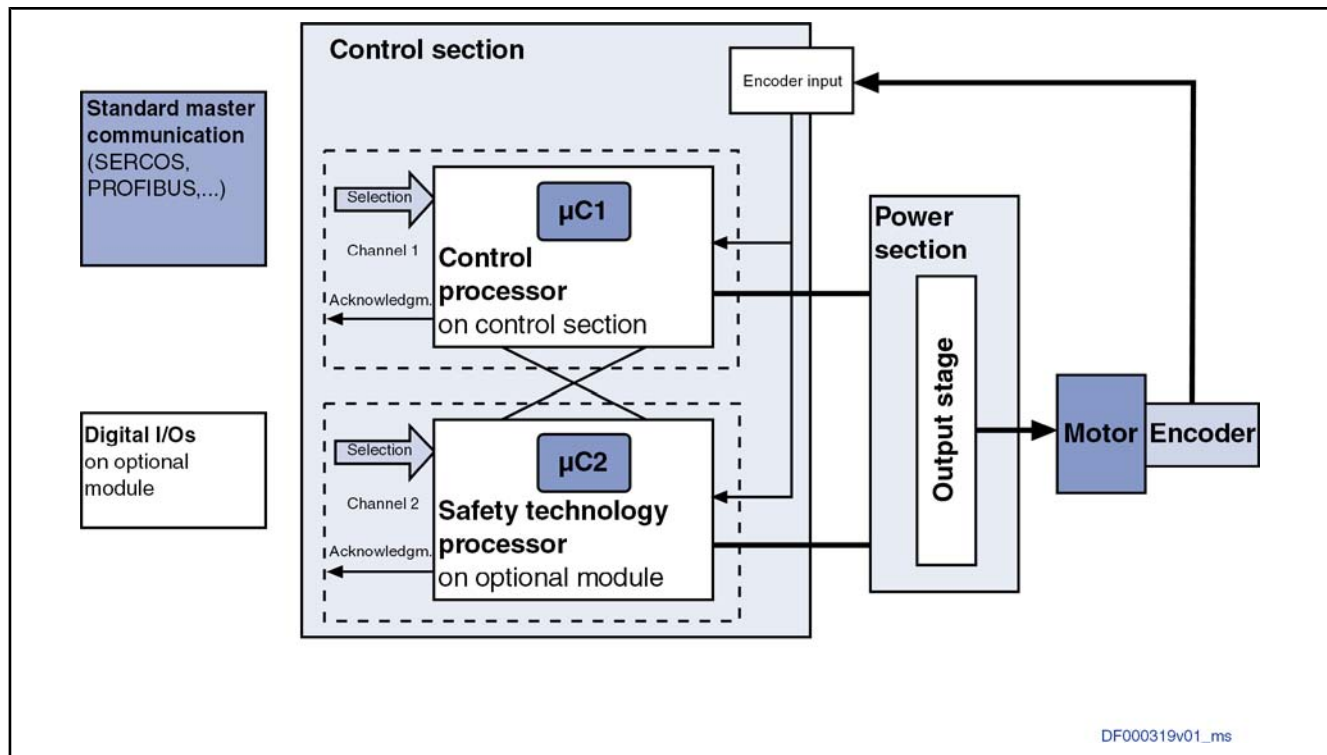 Control section
Encoder input
Standard master
communication
(SERCOS,
PROFIBUS,...)
Selection
µC1
Channel 1
Control
processor
on control section
Acknowledgm.
Power
section
Output stage
Motor
Encoder
Digital I/Os
on optional
module
Selection
µC2
Channel 2
Safety technology
processor
on optional module
Acknowledgm.
DF000319v01_ms